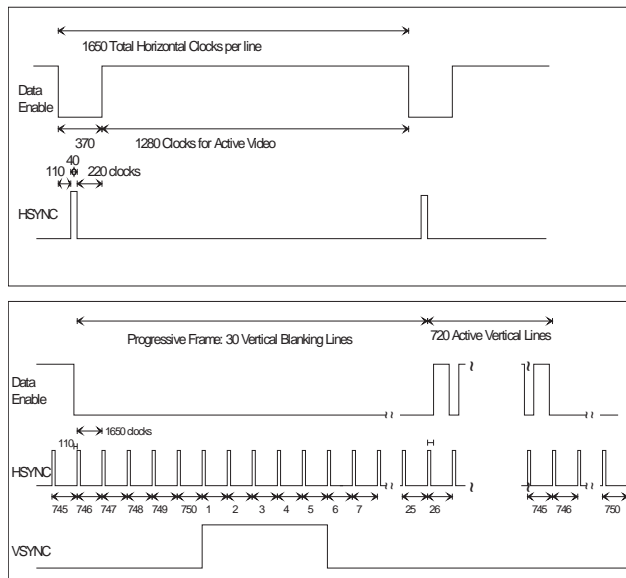 1650 Total Horizontal Clocks per line
Data
Enable
370
1280 Clocks for Active Video
40
110
220 clocks
HSYNC
Progressive Frame: 30 Vertical Blanking Lines
720 Active Vertical Lines
Data
Enable
1650 clocks
110
HSYNC
745 746 747 748 749 750 1 2 3 4 5 6 7 25 26 745 746 750
VSYNC